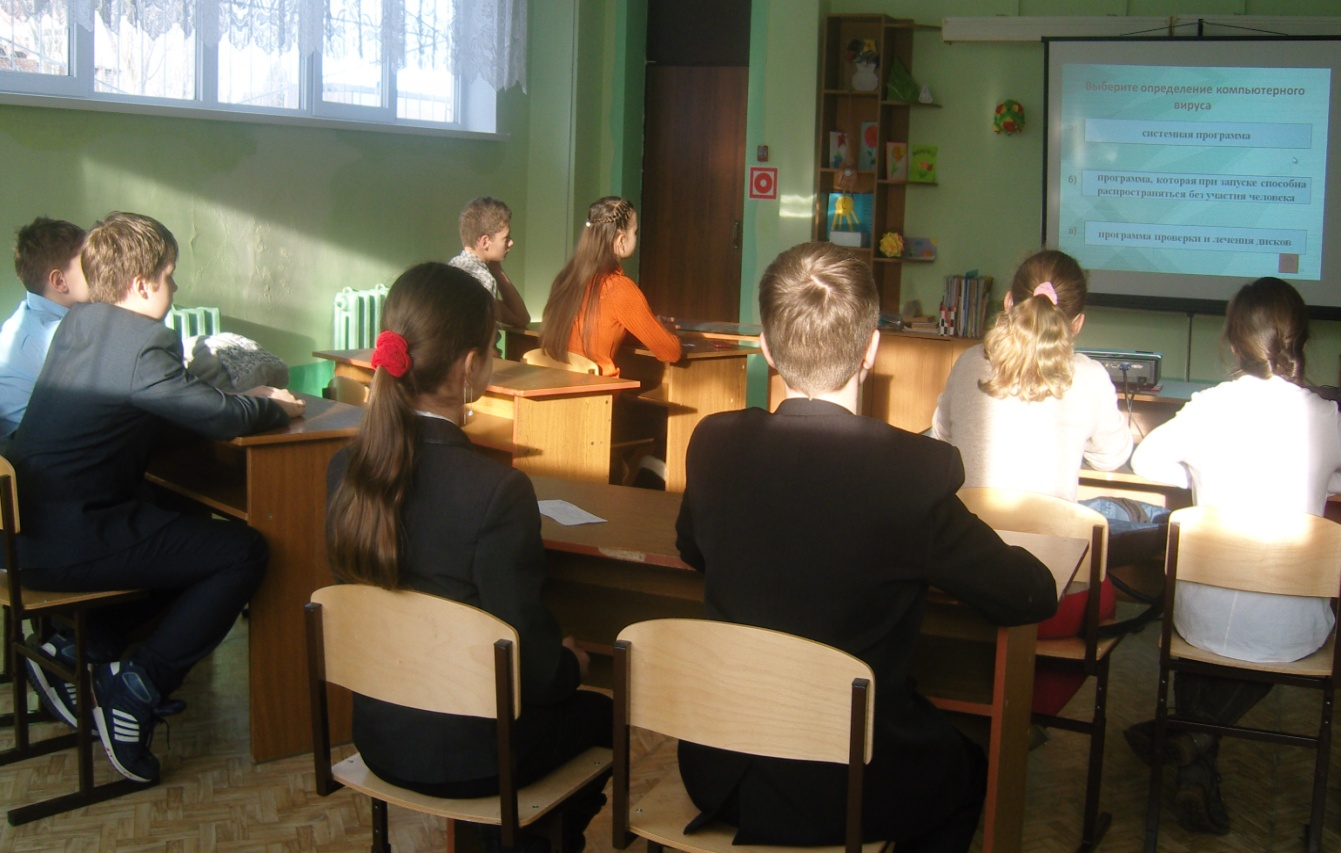 Выберите определение компьютерного
вируса
системная программа
б) программа, которая при запуске способна
распространяться без участия человека
в) программа проверки и лечения дисков